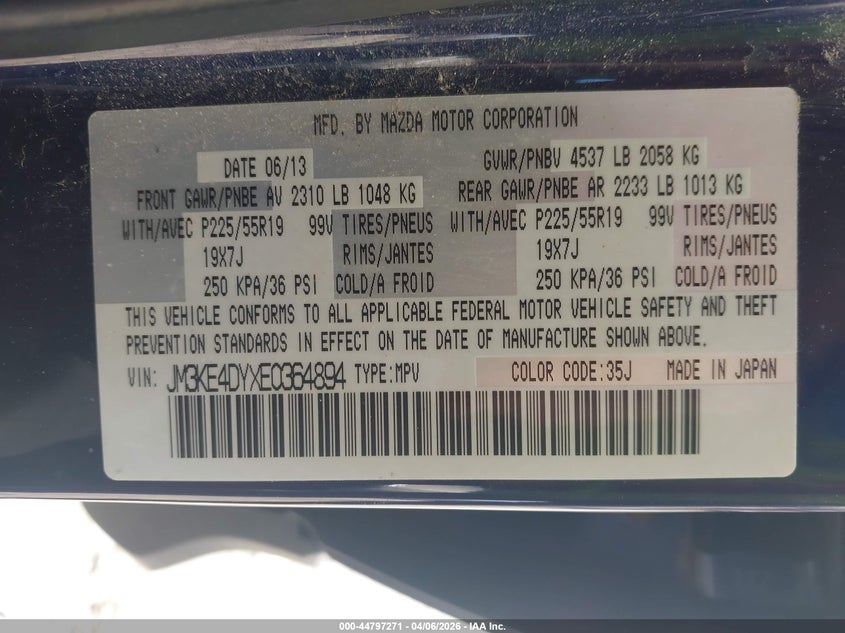 MFD. BY MAZDA MOTOR CORPORATION
DATE 06/13 GVWR/PNBV 4537 LB 2058 KG
FRONT GAWR/PNBE AV 2310 LB 1048 KG REAR GAWR/PNBE AR 2233 LB 1013 KG
WITH/AVEC P225/55R19 99V TIRES/PNEUS WITH/AVEC P225/55R19 99V TIRES/PNEUS
19X7J RIMS/JANTES 19X7J RIMS/JANTES
250 KPA/36 PSI COLD/A FROID 250 KPA/36 PSI COLD/A FROID
THIS VEHICLE CONFORMS TO ALL APPLICABLE FEDERAL MOTOR VEHICLE SAFETY AND THEFT
PREVENTION STANDARDS IN EFFECT ON THE DATE OF MANUFACTURE SHOWN ABOVE.
VIN: JM3KE4DYXE0364894 TYPE:MPV COLOR CODE:35J MADE IN JAPAN
000-44797271 | 04/06/2026 - IAA Inc.